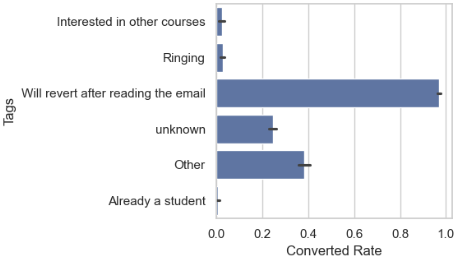 Interested in other courses
Ringing
Will revert after reading the email
unknown
Other
Already a student
Tags
0.0 0.2 0.4 0.6 0.8 1.0
Converted Rate